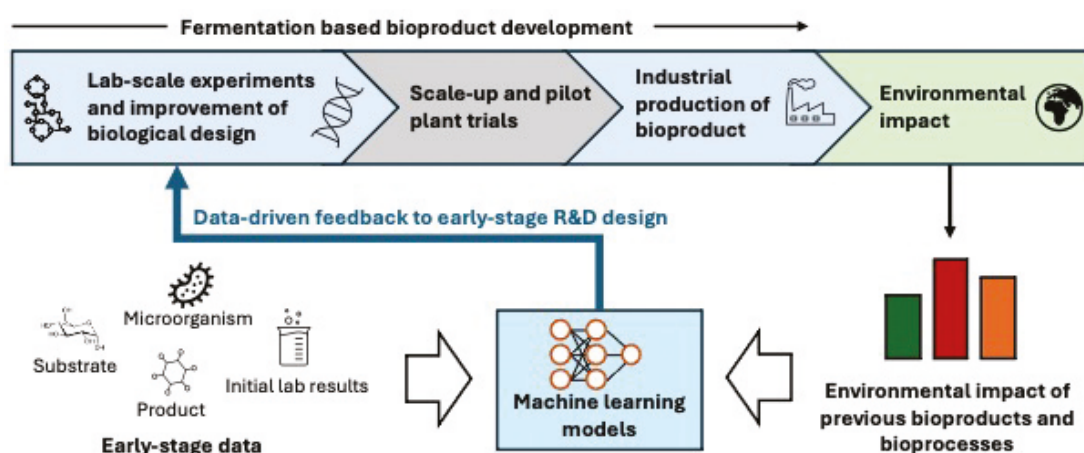 Fermentation based bioproduct development
Lab-scale experiments
and improvement of
biological design
Scale-up and pilot
plant trials
Industrial
production of
bioproduct
Environmental
impact
Data-driven feedback to early-stage R&D design
Microorganism
Substrate
Initial lab results
Product
Early-stage data
Machine learning
models
Environmental impact of
previous bioproducts and
bioprocesses